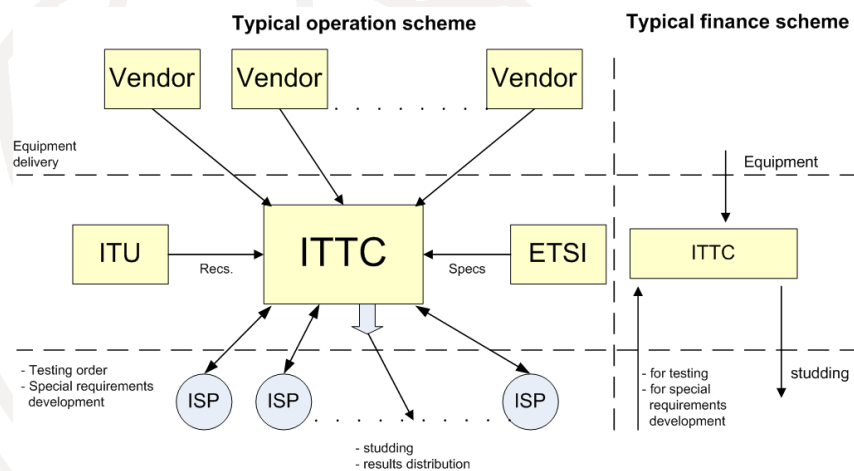 Typical operation scheme
Typical finance scheme
Vendor
Vendor
Vendor
Equipment
delivery
Equipment
ITU
Recs.
ITTC
Specs
ETSI
ITTC
- Testing order
- Special requirements
development
ISP
ISP
ISP
- for testing
- for special
requirements
development
studding
- studding
- results distribution